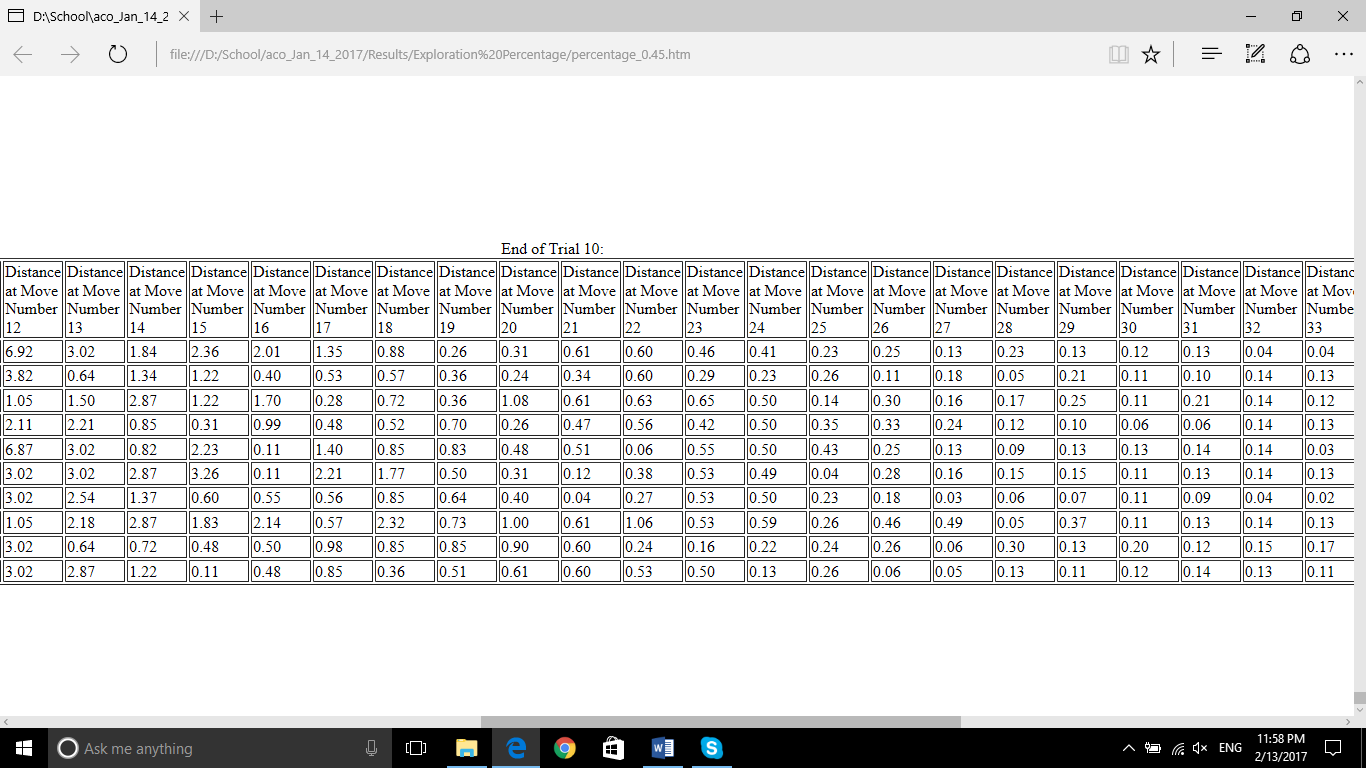 D:\School\aco_Jan_14_2
file:///D:/School/aco_Jan_14_2017/Results/Exploration%20Percentage/percentage_0.45.htm
End of Trial 10:
Distance Distance Distance Distance Distance Distance Distance Distance Distance Distance Distance Distance Distance Distance Distance Distance Distance Distance Distance Distance Distance Distanc
at Move at Move at Move at Move at Move at Move at Move at Move at Move at Move at Move at Move at Move at Move at Move at Move at Move at Move at Move at Move at Move at Mov
Number Number Number Number Number Number Number Number Number Number Number Number Number Number Number Number Number Number Number Number Number Numbe
12 13 14 15 16 17 18 19 20 21 22 23 24 25 26 27 28 29 30 31 32 33
6.92 3.02 1.84 2.36 2.01 1.35 0.88 0.26 0.31 0.61 0.60 0.46 0.41 0.23 0.25 0.13 0.23 0.13 0.12 0.13 0.04 0.04
3.82 0.64 1.34 1.22 0.40 0.53 0.57 0.36 0.24 0.34 0.60 0.29 0.23 0.26 0.11 0.18 0.05 0.21 0.11 0.10 0.14 0.13
1.05 1.50 2.87 1.22 1.70 0.28 0.72 0.36 1.08 0.61 0.63 0.65 0.50 0.14 0.30 0.16 0.17 0.25 0.11 0.21 0.14 0.12
2.11 2.21 0.85 0.31 0.99 0.48 0.52 0.70 0.26 0.47 0.56 0.42 0.50 0.35 0.33 0.24 0.12 0.10 0.06 0.06 0.14 0.13
6.87 3.02 0.82 2.23 0.11 1.40 0.85 0.83 0.48 0.51 0.06 0.55 0.50 0.43 0.25 0.13 0.09 0.13 0.13 0.14 0.14 0.03
3.02 3.02 2.87 3.26 0.11 2.21 1.77 0.50 0.31 0.12 0.38 0.53 0.49 0.04 0.28 0.16 0.15 0.15 0.11 0.13 0.14 0.13
3.02 2.54 1.37 0.60 0.55 0.56 0.85 0.64 0.40 0.04 0.27 0.53 0.50 0.23 0.18 0.03 0.06 0.07 0.11 0.09 0.04 0.02
1.05 2.18 2.87 1.83 2.14 0.57 2.32 0.73 1.00 0.61 1.06 0.53 0.59 0.26 0.46 0.49 0.05 0.37 0.11 0.13 0.14 0.13
3.02 0.64 0.72 0.48 0.50 0.98 0.85 0.85 0.90 0.60 0.24 0.16 0.22 0.24 0.26 0.06 0.30 0.13 0.20 0.12 0.15 0.17
3.02 2.87 1.22 0.11 0.48 0.85 0.36 0.51 0.61 0.60 0.53 0.50 0.13 0.26 0.06 0.05 0.13 0.11 0.12 0.14 0.13 0.11
Ask me anything
ENG
11:58 PM
2/13/2017